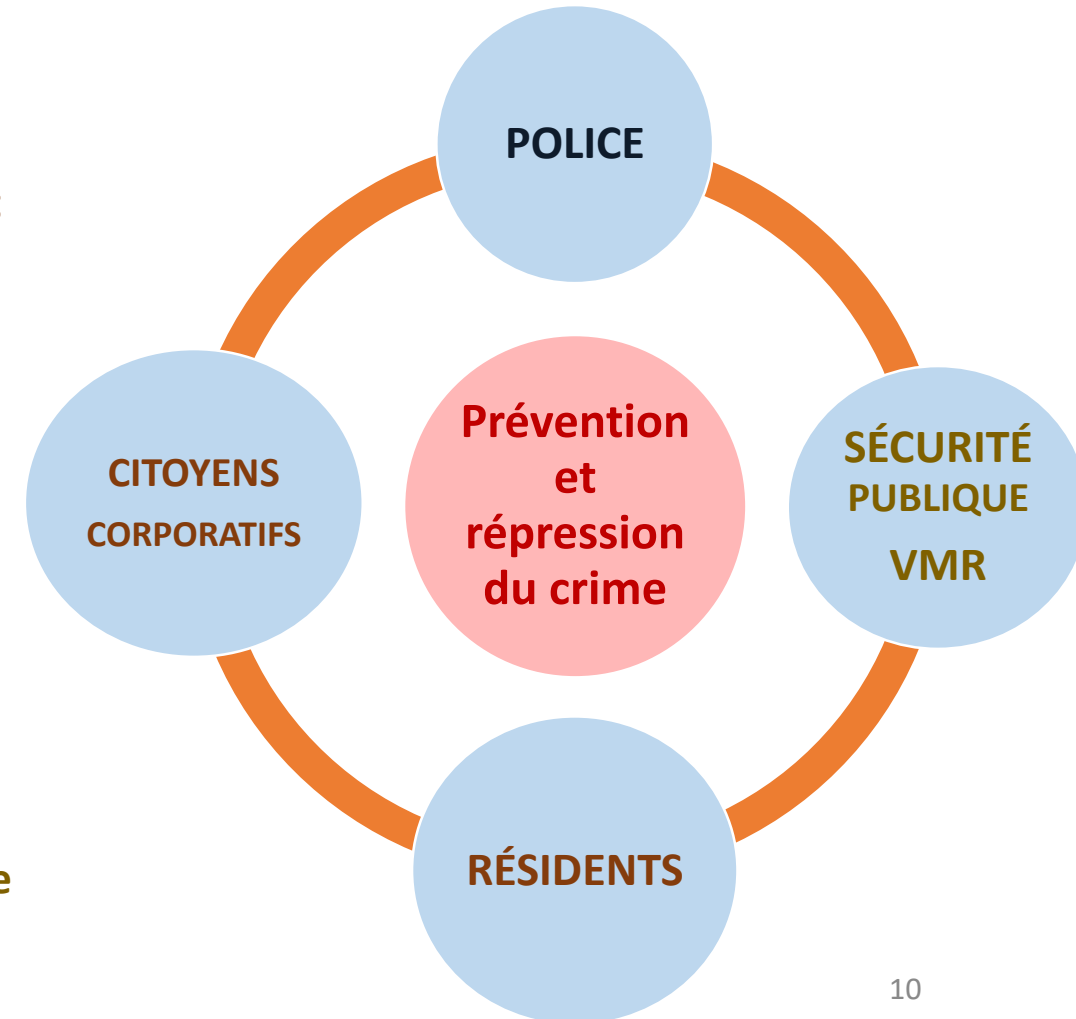 POLICE
Prévention
et
répression
du crime
CITOYENS
CORPORATIFS
SÉCURITÉ
PUBLIQUE
VMR
RÉSIDENTS
e
10